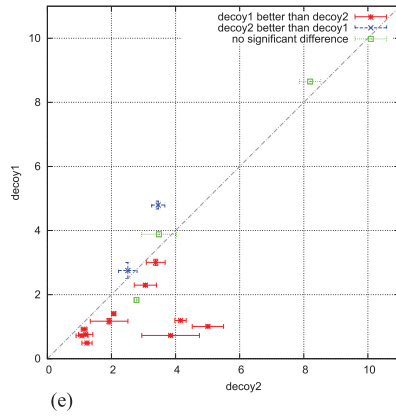 decoy1 better than decoy2
decoy2 better than decoy1
no significant difference
10
8
6
4
2
0
decoy1
0 2 4 6 8 10
decoy2
(e)